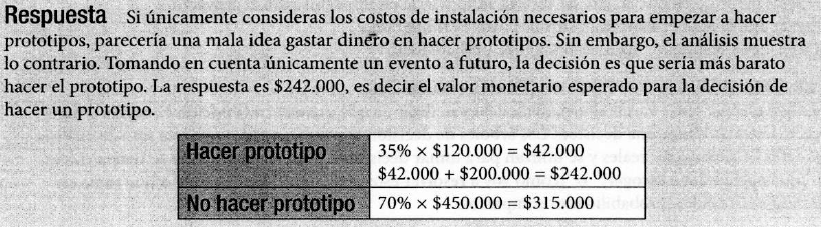 Respuesta Si únicamente consideras los costos de instalación necesarios para empezar a hacer
prototipos, parecería una mala idea gastar dinero en hacer prototipos. Sin embargo, el análisis muestra
lo contrario. Tomando en cuenta únicamente un evento a futuro, la decisión es que sería más barato
hacer el prototipo. La respuesta es $242.000, es decir el valor monetario esperado para la decisión de
hacer un prototipo.
Hacer prototipo 35% × $120.000 = $42.000
$42.000 + $200.000 = $242.000
No hacer prototipo 70% × $450.000 = $315.000